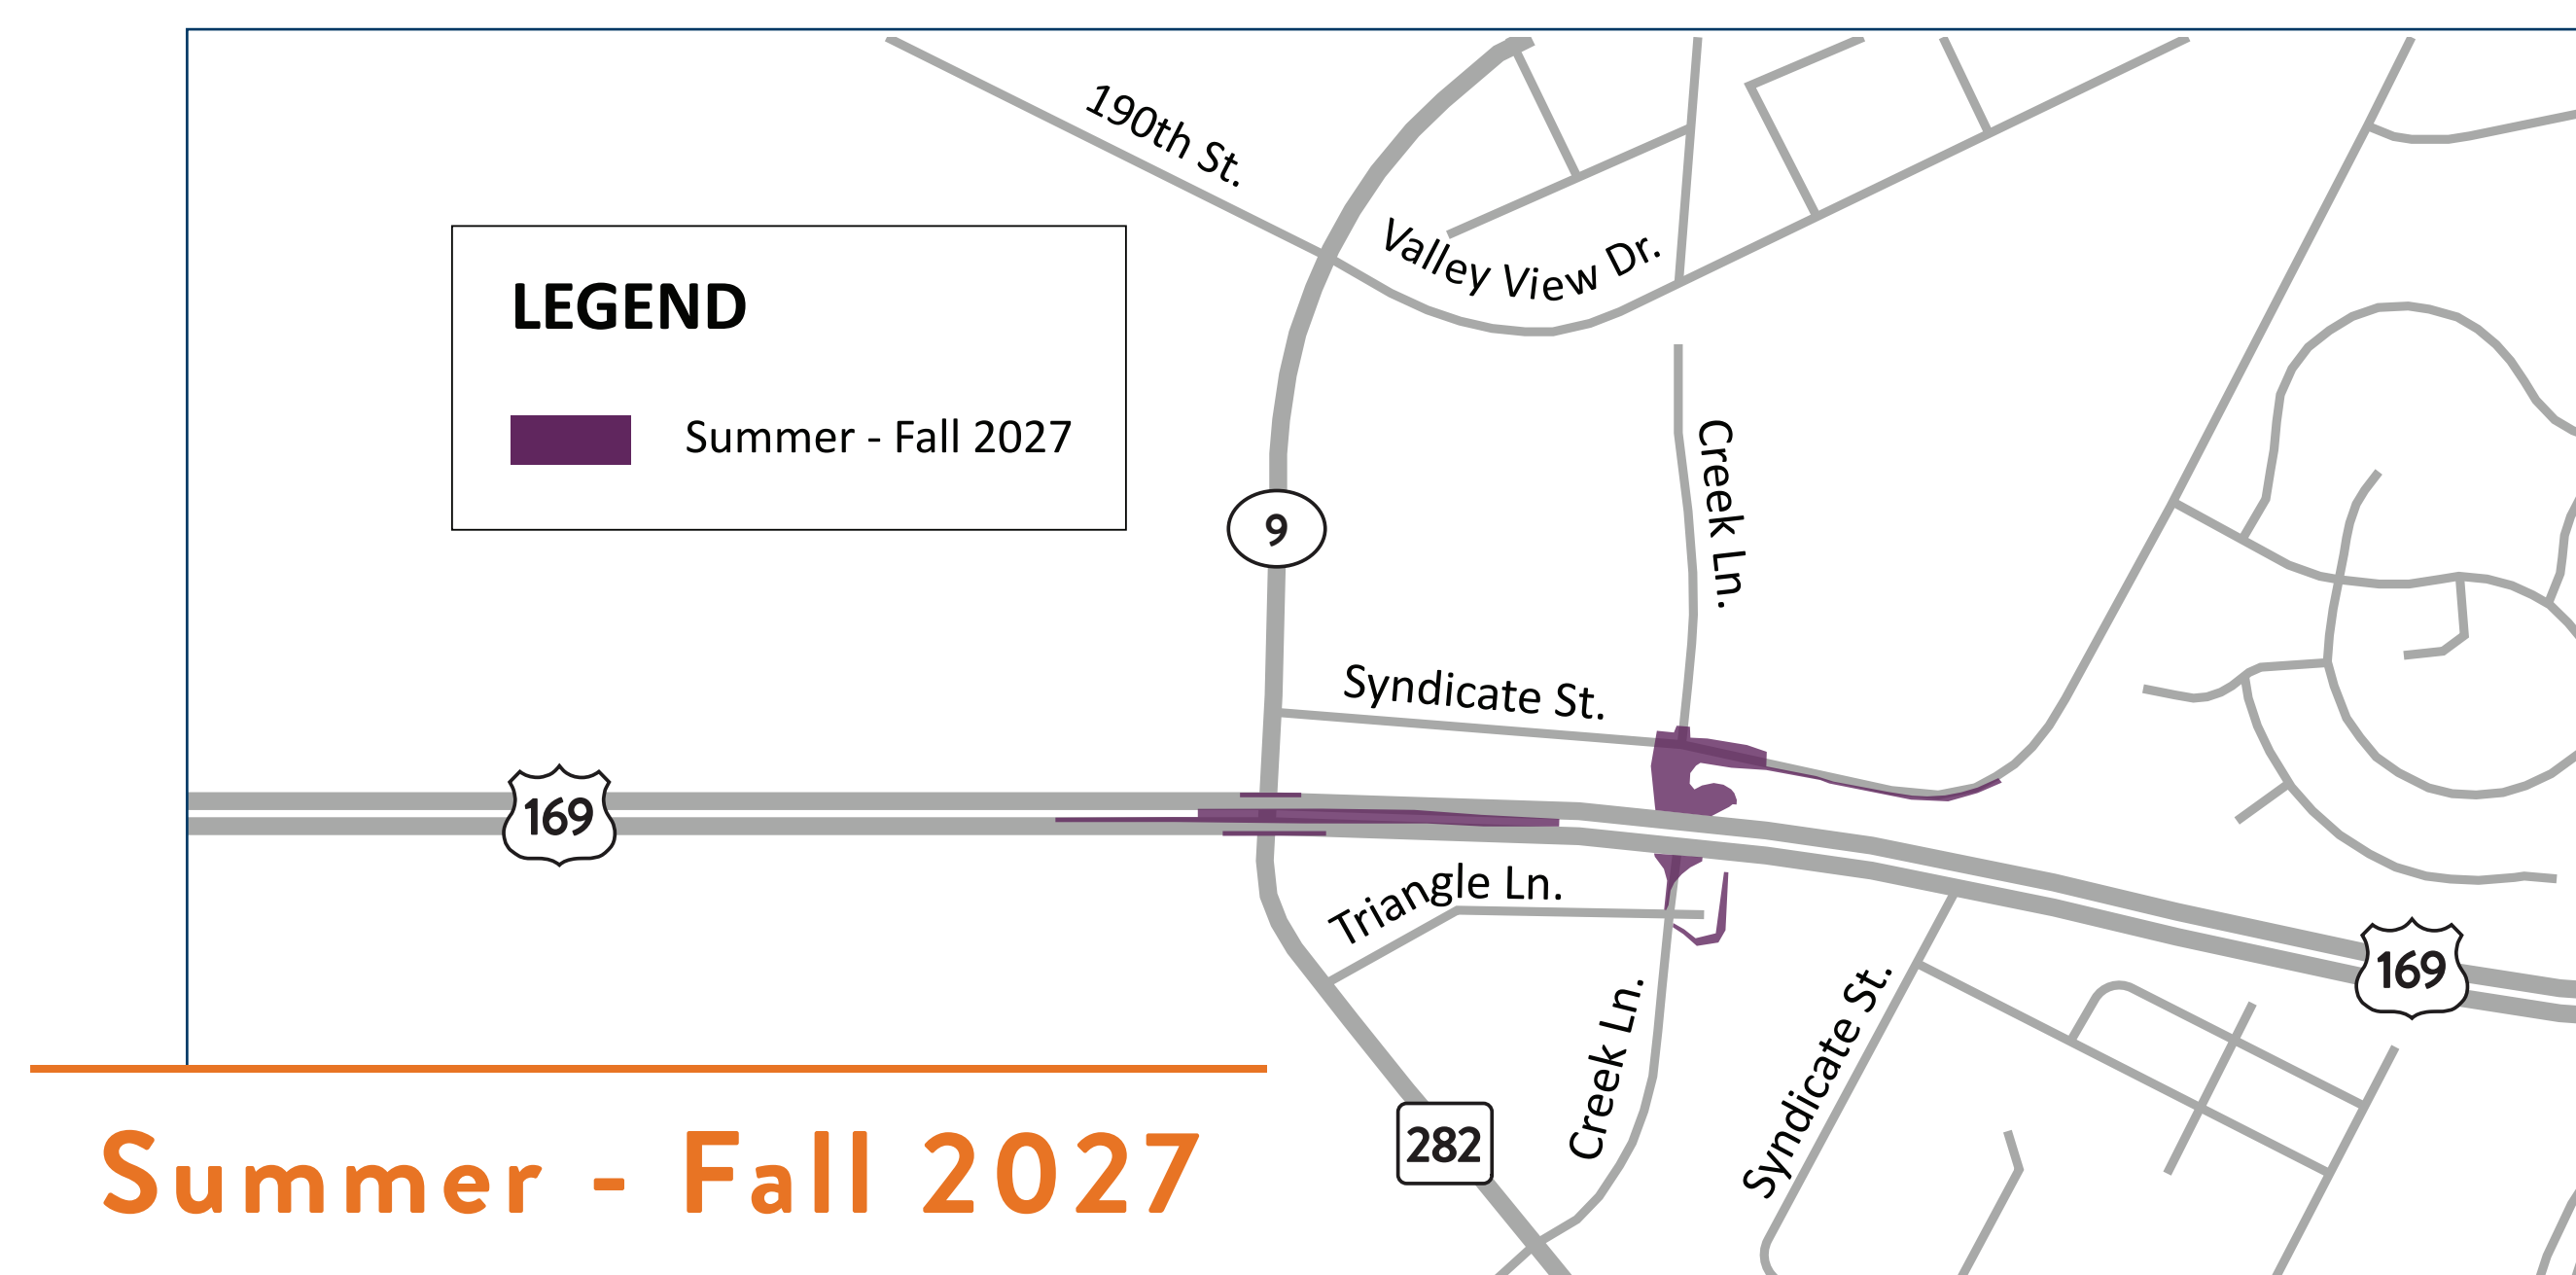 190th St.
Valley View Dr.
LEGEND
Summer - Fall 2027
9
Creek Ln.
Syndicate St.
169
Triangle Ln.
169
Creek Ln.
Syndicate St.
282
Summer - Fall 2027